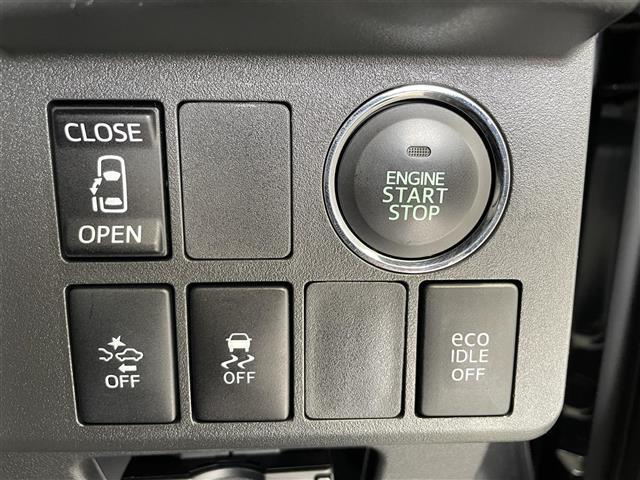 CLOSE
OPEN
ENGINE
START
STOP
OFF
OFF
eco
IDLE
OFF